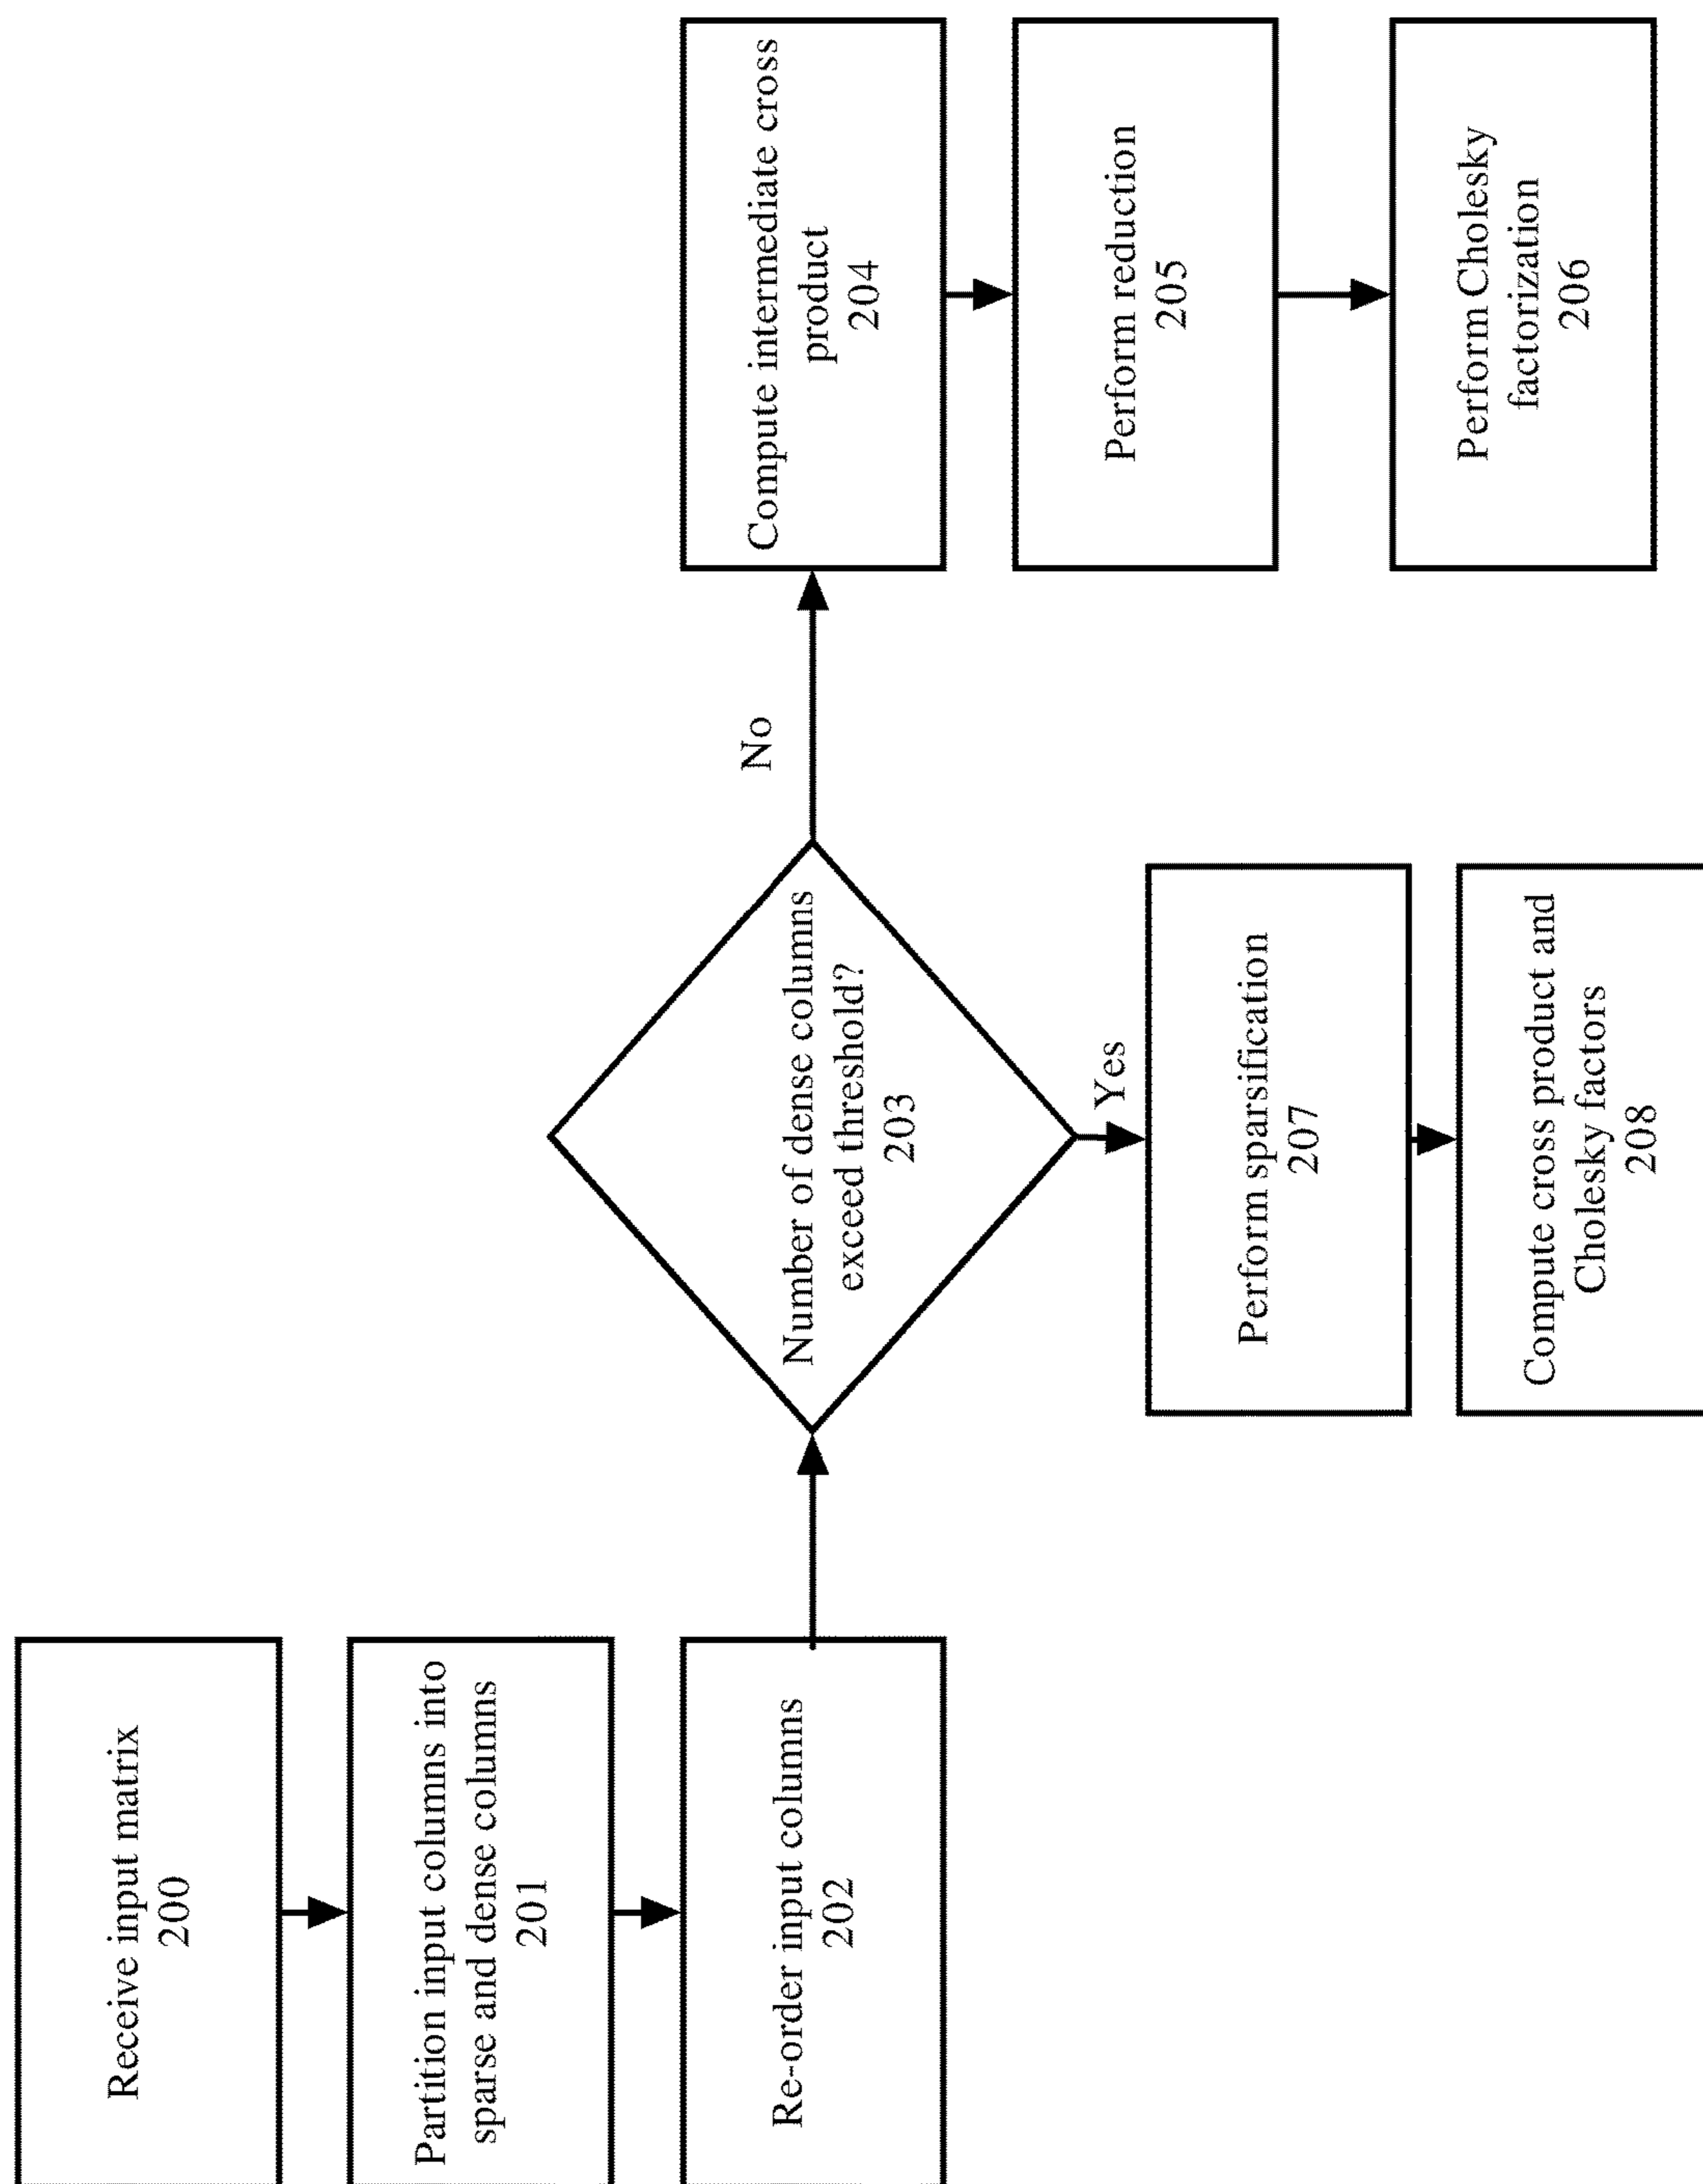 Receive input matrix
200
Partition input columns into
sparse and dense columns
201
Re-order input columns
202
Number of dense columns
exceed threshold?
203
No
Compute intermediate cross
product
204
Perform reduction
205
Perform Cholesky
factorization
206
Yes
Perform sparsification
207
Compute cross product and
Cholesky factors
208